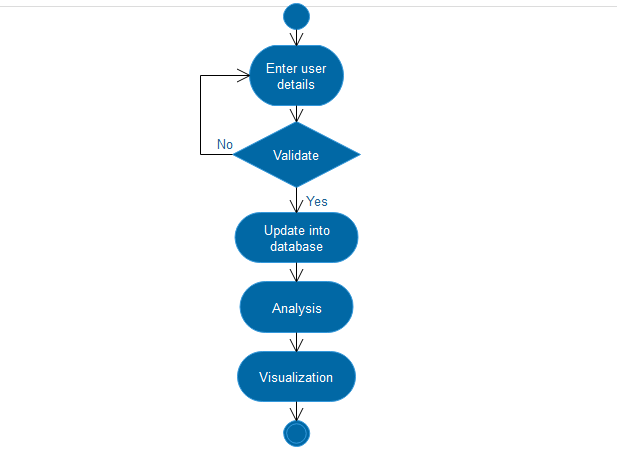 Enter user
details
Validate
No
Yes
Update into
database
Analysis
Visualization